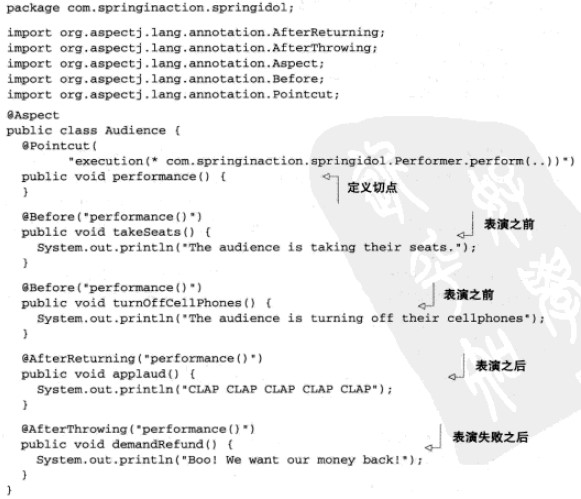 package com.springinaction.springidol;
import org.aspectj.lang.annotation.AfterReturning;
import org.aspectj.lang.annotation.AfterThrowing;
import org.aspectj.lang.annotation.Aspect;
import org.aspectj.lang.annotation.Before;
import org.aspectj.lang.annotation.Pointcut;
@Aspect
public class Audience {
@Pointcut(
"execution(* com.springinaction.springidol.Performer.perform(..))")
public void performance() {
定义切点
}
@Before("performance()")
表演之前
public void takeSeats() {
System.out.println("The audience is taking their seats.");
}
@Before("performance()")
表演之前
public void turnOffCellPhones() {
System.out.println("The audience is turning off their cellphones");
}
@AfterReturning("performance()")
表演之后
public void applaud() {
System.out.println("CLAP CLAP CLAP CLAP CLAP");
}
@AfterThrowing("performance()")
表演失败之后
public void demandRefund() {
System.out.println("Boo! We want our money back!");
}
}